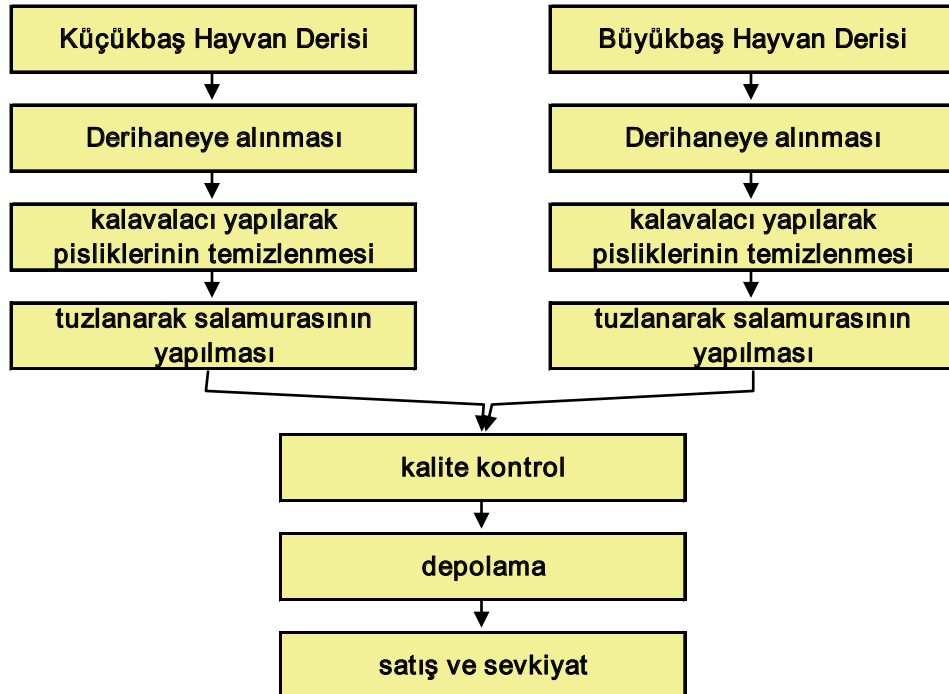 Küçükbaş Hayvan Derisi
Derihaneye alınması
kalavalacı yapılarak
pisliklerinin temizlenmesi
tuzlanarak salamurasının
yapılması
Büyükbaş Hayvan Derisi
Derihaneye alınması
kalavalacı yapılarak
pisliklerinin temizlenmesi
tuzlanarak salamurasının
yapılması
kalite kontrol
depolama
satış ve sevkiyat